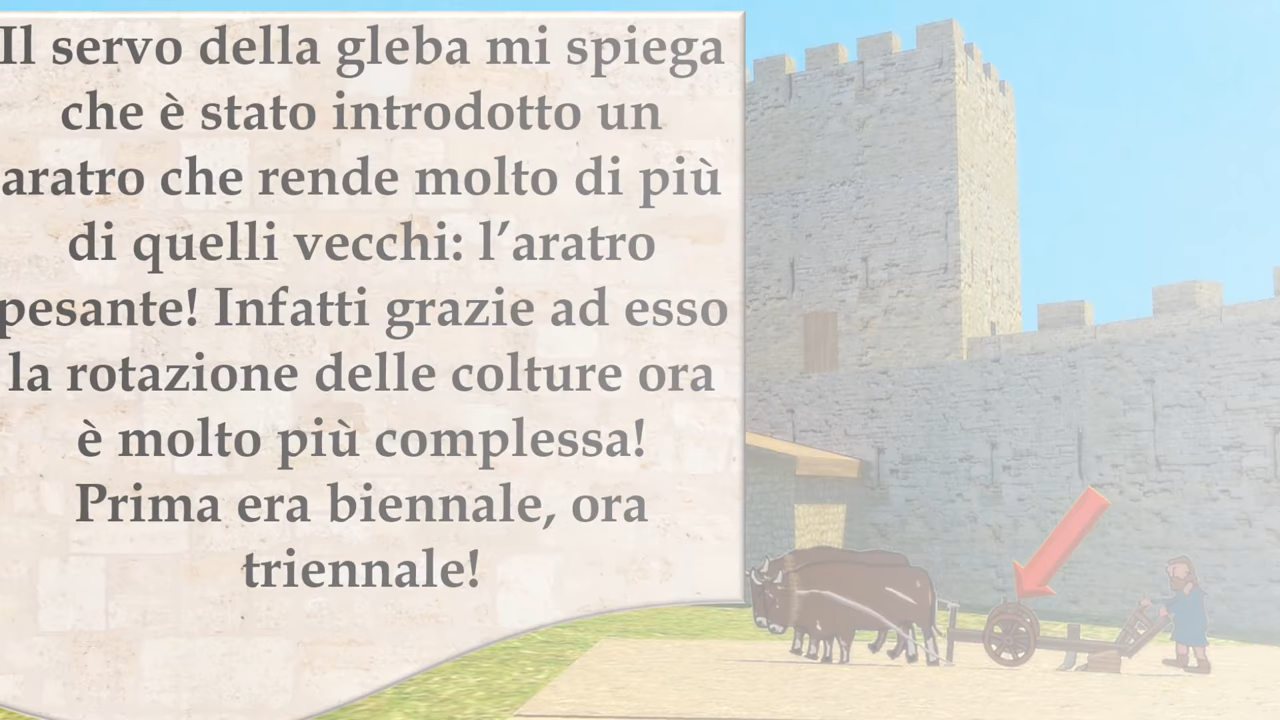 Il servo della gleba mi spiega
che è stato introdotto un
aratro che rende molto di più
di quelli vecchi: l’aratro
pesante! Infatti grazie ad esso
la rotazione delle colture ora
è molto più complessa!
Prima era biennale, ora
triennale!